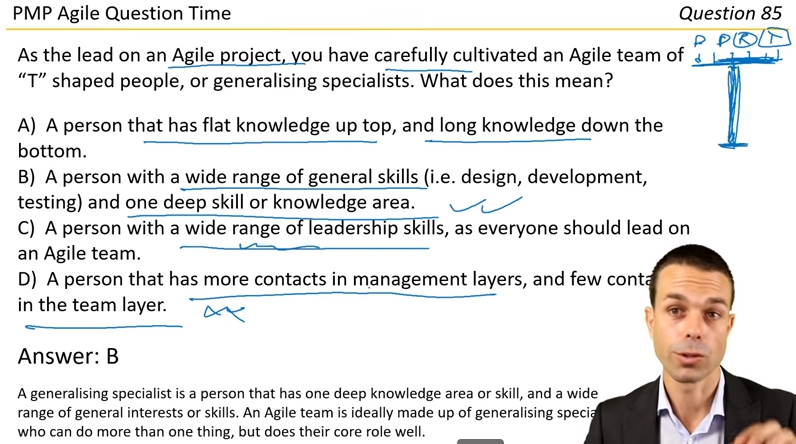 PMP Agile Question Time
Question 85
As the lead on an Agile project, you have carefully cultivated an Agile team of
“T” shaped people, or generalising specialists. What does this mean?
A) A person that has flat knowledge up top, and long knowledge down the
bottom.
B) A person with a wide range of general skills (i.e. design, development,
testing) and one deep skill or knowledge area.
C) A person with a wide range of leadership skills, as everyone should lead on
an Agile team.
D) A person that has more contacts in management layers, and few
in the team layer.
Answer: B
A generalising specialist is a person that has one deep knowledge area or skill, and a wide
range of general interests or skills. An Agile team is ideally made up of generalising
who can do more than one thing, but does their core role well.